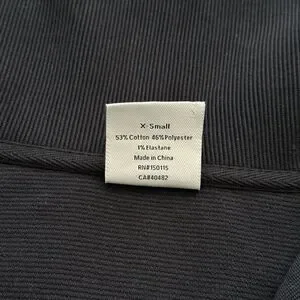 X-Small
53% Cotton 46% Polyester
1% Elastane
Made in China
RN#150115
CA#40482